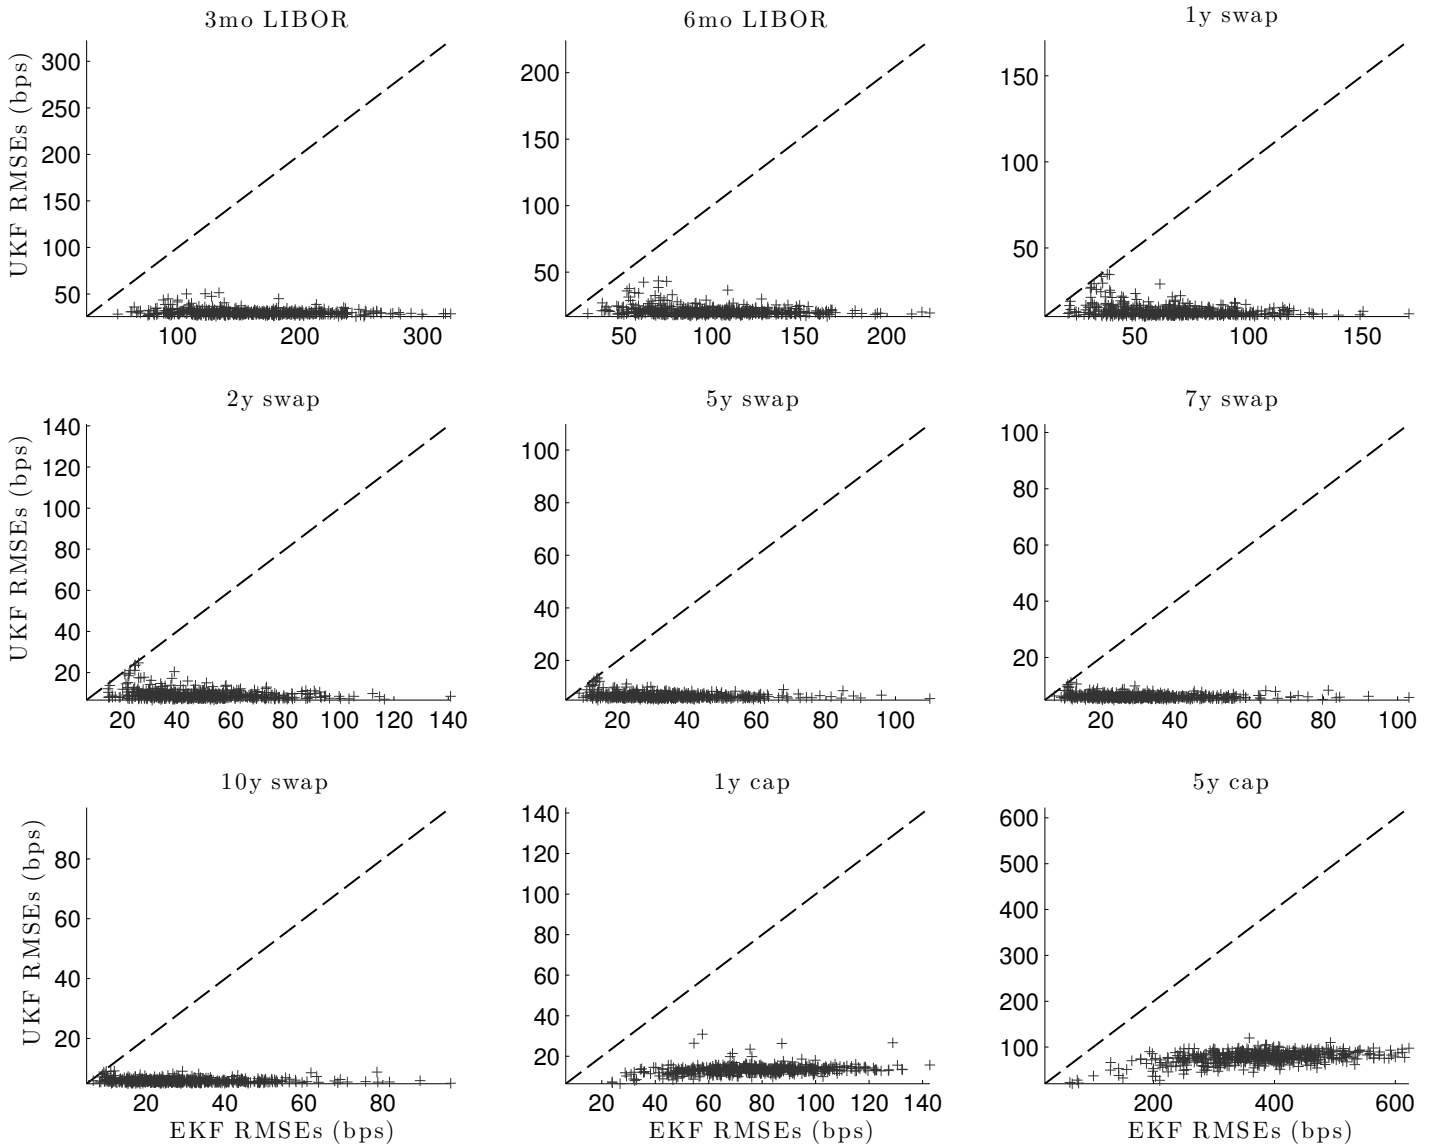 3mo LIBOR
6mo LIBOR
1y swap
UKF RMSEs (bps)
300
250
200
150
100
50
100 200 300
200
150
100
50
50 100 150 200
150
100
50
50 100 150
2y swap
5y swap
7y swap
UKF RMSEs (bps)
140
120
100
80
60
40
20
20 40 60 80 100 120 140
100
80
60
40
20
20 40 60 80 100
100
80
60
40
20
20 40 60 80 100
10y swap
1y cap
5y cap
UKF RMSEs (bps)
80
60
40
20
20 40 60 80
EKF RMSEs (bps)
140
120
100
80
60
40
20
20 40 60 80 100 120 140
EKF RMSEs (bps)
600
500
400
300
200
100
200 400 600
EKF RMSEs (bps)